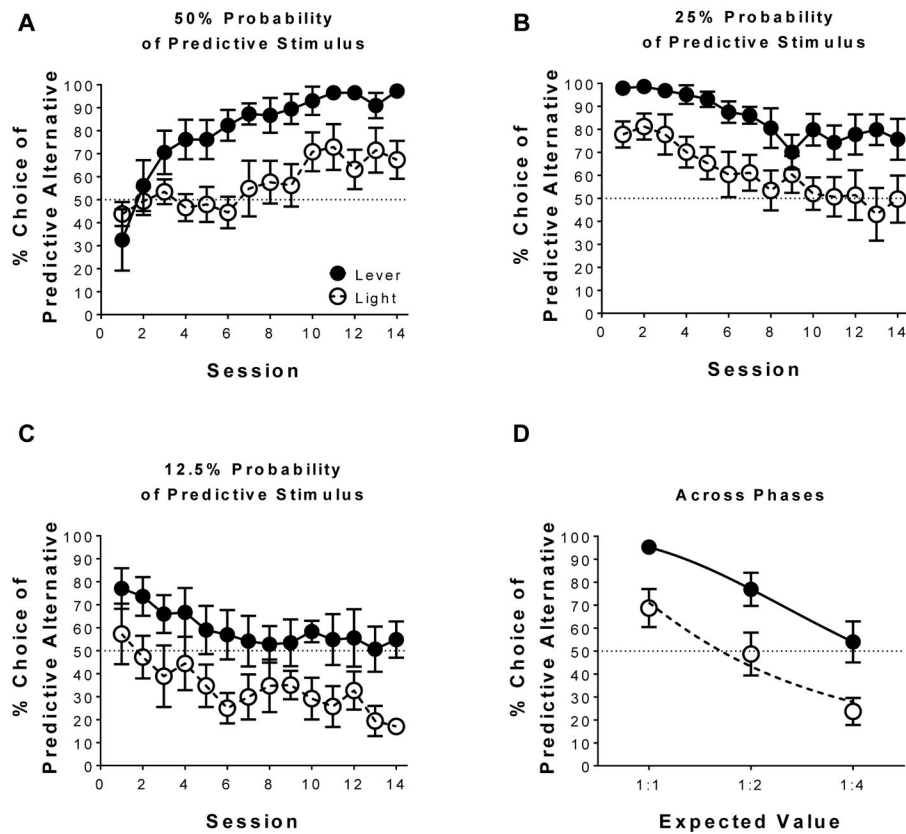 A
50% Probability
of Predictive Stimulus
% Choice of
Predictive Alternative
100
90
80
70
60
50
40
30
20
10
0
Lever
Light
0 2 4 6 8 10 12 14
Session
B
25% Probability
of Predictive Stimulus
% Choice of
Predictive Alternative
100
90
80
70
60
50
40
30
20
10
0
0 2 4 6 8 10 12 14
Session
C
12.5% Probability
of Predictive Stimulus
% Choice of
Predictive Alternative
100
90
80
70
60
50
40
30
20
10
0
0 2 4 6 8 10 12 14
Session
D
Across Phases
% Choice of
Predictive Alternative
100
90
80
70
60
50
40
30
20
10
0
1:1 1:2 1:4
Expected Value